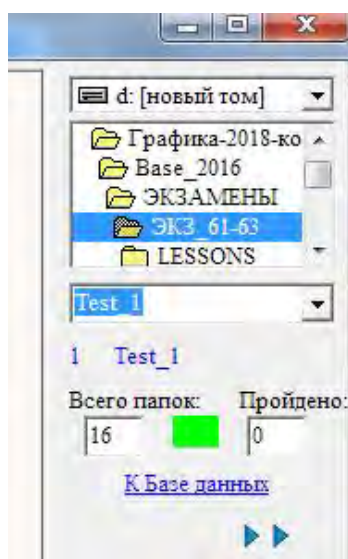 d: [новый том]
Графика-2018-ко
Base_2016
ЭКЗАМЕНЫ
ЭКЗ_61-63
LESSONS
Test_1
1 Test_1
Всего папок: Пройдено:
16 0
К Базе данных